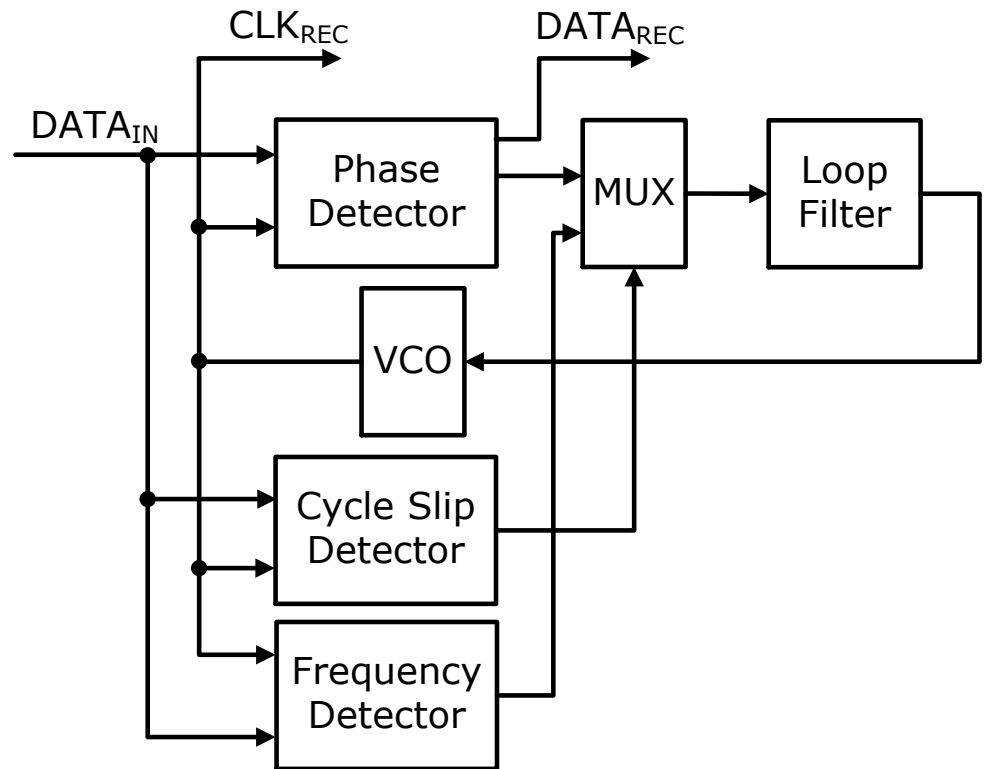 CLKREC
DATAREC
DATAIN
Phase
Detector
MUX
Loop
Filter
VCO
Cycle Slip
Detector
Frequency
Detector